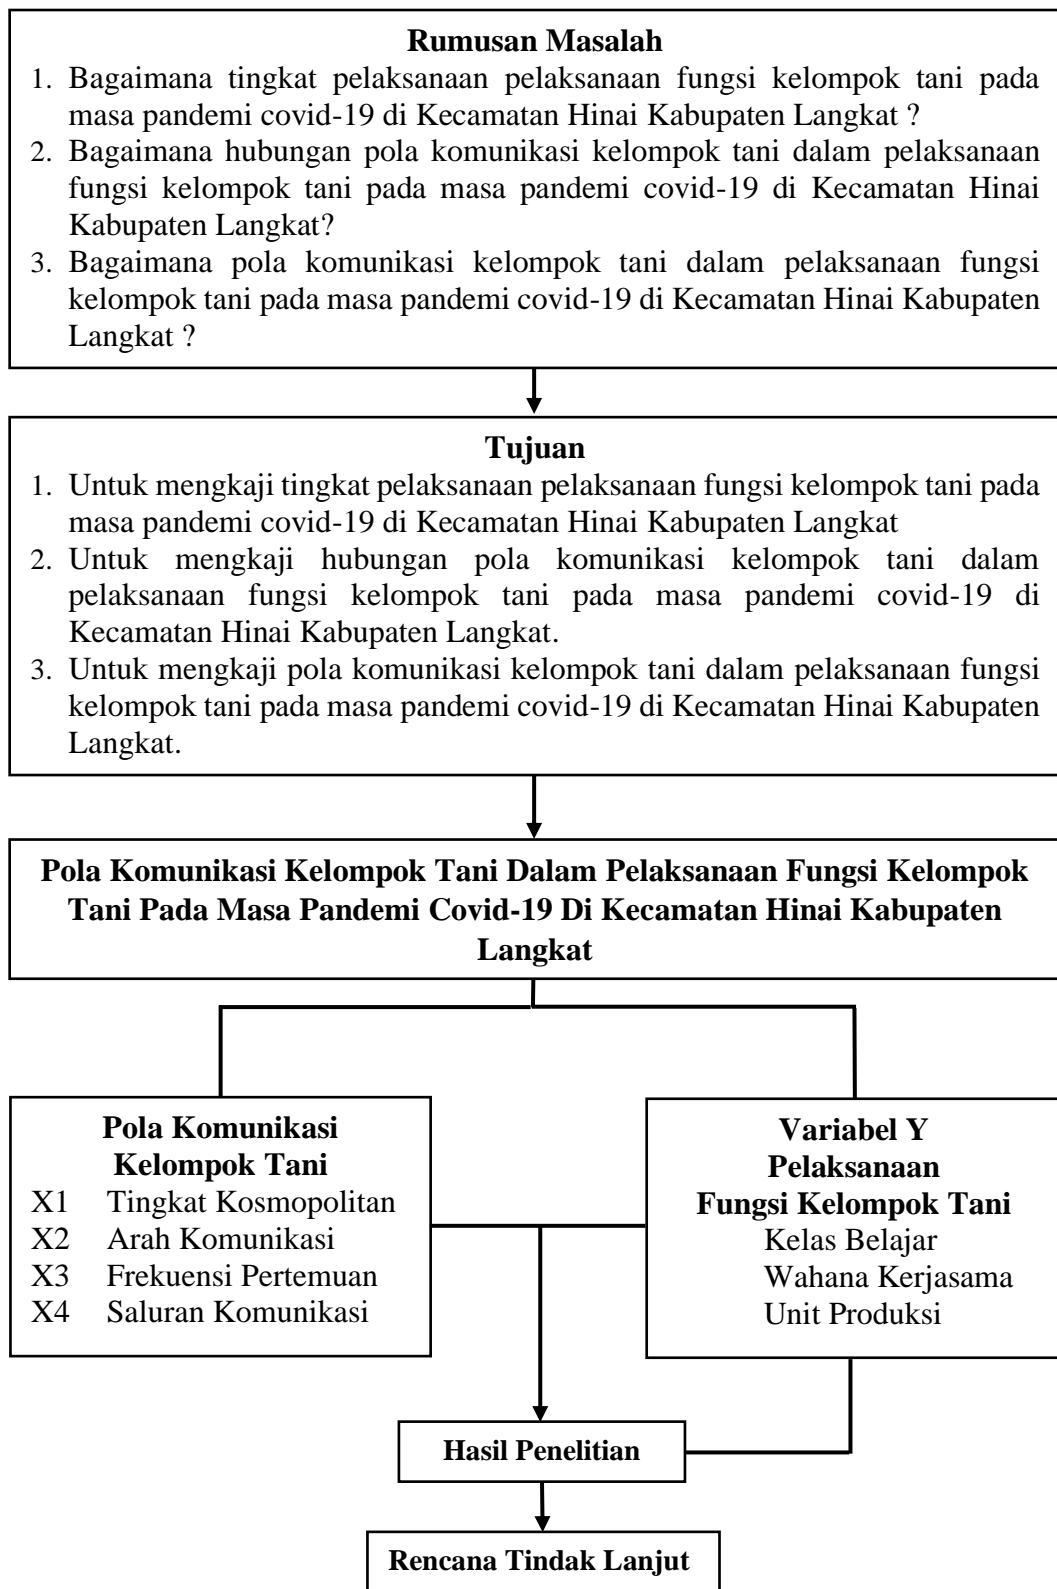 Rumusan Masalah
1. Bagaimana tingkat pelaksanaan pelaksanaan fungsi kelompok tani pada
masa pandemi covid-19 di Kecamatan Hinai Kabupaten Langkat ?
2. Bagaimana hubungan pola komunikasi kelompok tani dalam pelaksanaan
fungsi kelompok tani pada masa pandemi covid-19 di Kecamatan Hinai
Kabupaten Langkat?
3. Bagaimana pola komunikasi kelompok tani dalam pelaksanaan fungsi
kelompok tani pada masa pandemi covid-19 di Kecamatan Hinai Kabupaten
Langkat ?
Tujuan
1. Untuk mengkaji tingkat pelaksanaan pelaksanaan fungsi kelompok tani pada
masa pandemi covid-19 di Kecamatan Hinai Kabupaten Langkat
2. Untuk mengkaji hubungan pola komunikasi kelompok tani dalam
pelaksanaan fungsi kelompok tani pada masa pandemi covid-19 di
Kecamatan Hinai Kabupaten Langkat.
3. Untuk mengkaji pola komunikasi kelompok tani dalam pelaksanaan fungsi
kelompok tani pada masa pandemi covid-19 di Kecamatan Hinai Kabupaten
Langkat.
Pola Komunikasi Kelompok Tani Dalam Pelaksanaan Fungsi Kelompok
Tani Pada Masa Pandemi Covid-19 Di Kecamatan Hinai Kabupaten
Langkat
Pola Komunikasi
Kelompok Tani
X1 Tingkat Kosmopolitan
X2 Arah Komunikasi
X3 Frekuensi Pertemuan
X4 Saluran Komunikasi
Variabel Y
Pelaksanaan
Fungsi Kelompok Tani
Kelas Belajar
Wahana Kerjasama
Unit Produksi
Hasil Penelitian
Rencana Tindak Lanjut